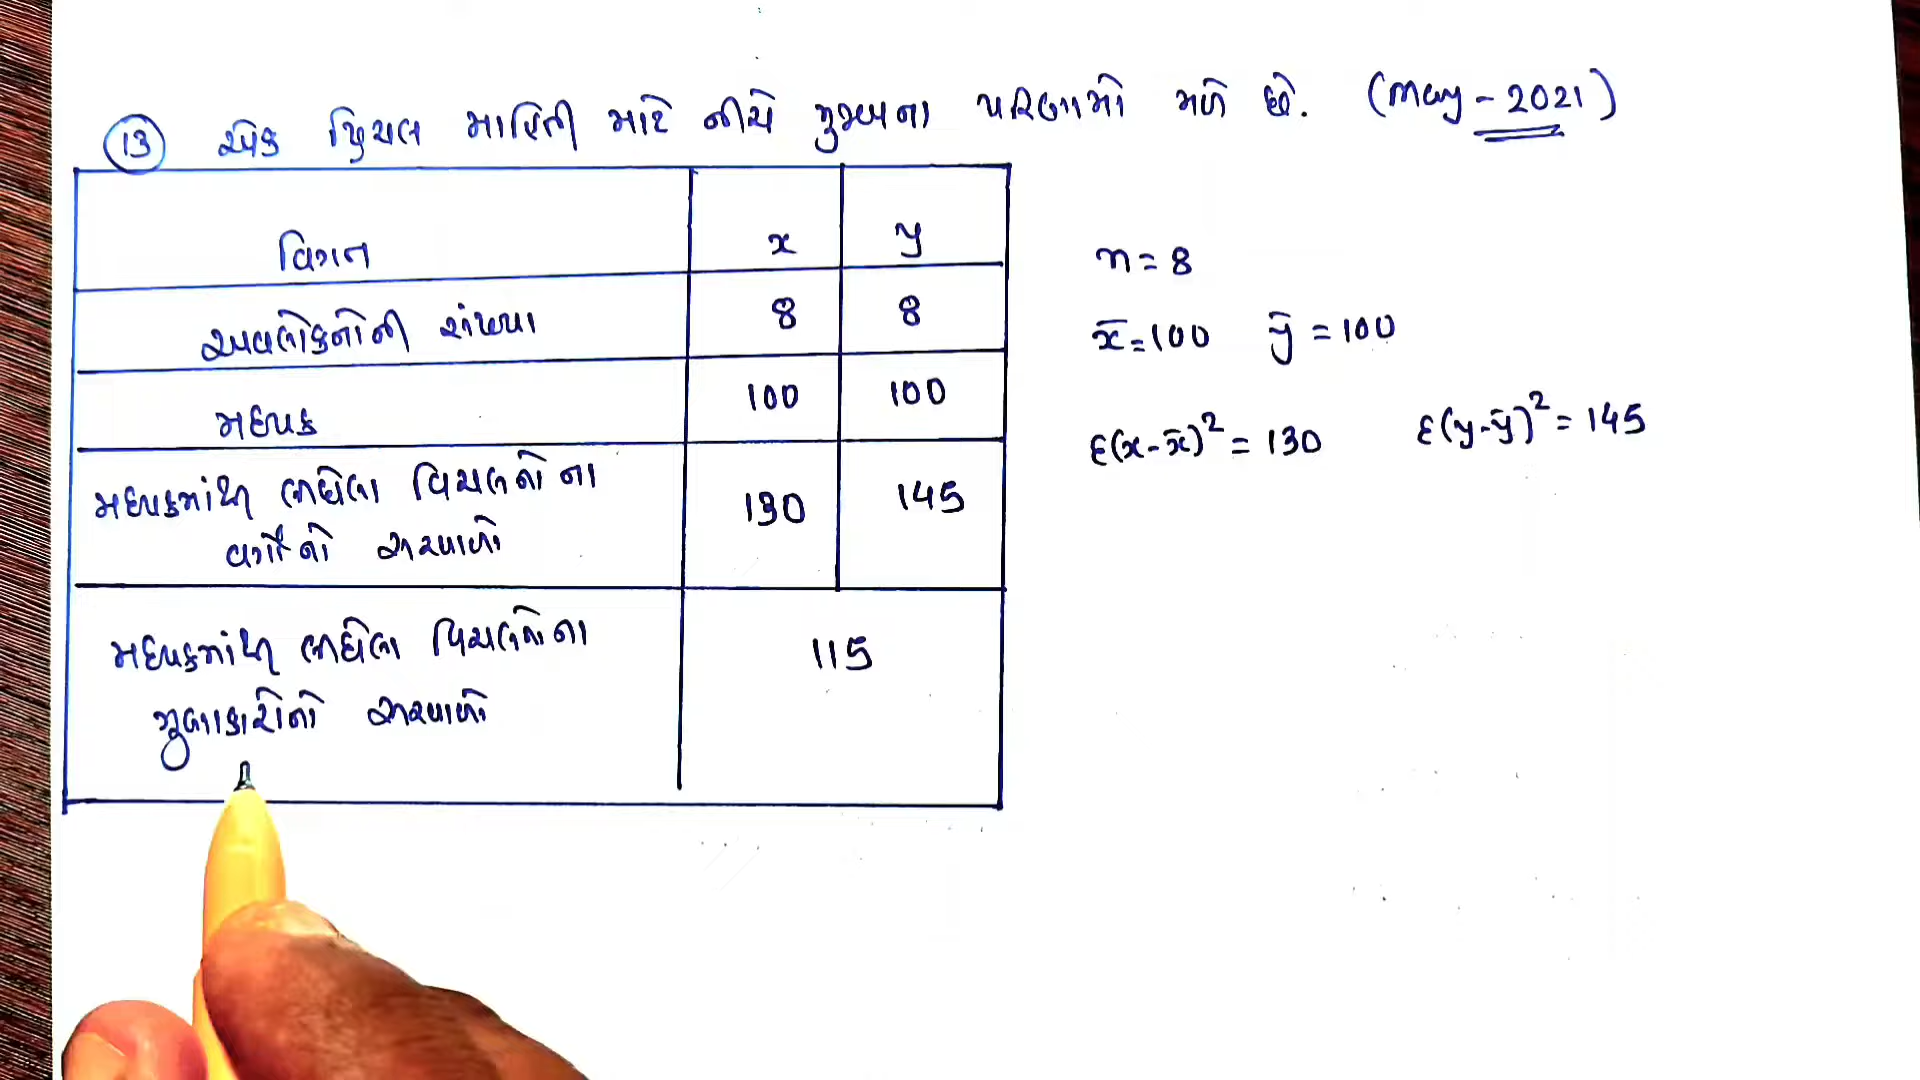 (13) એક દ્વિચલ માહિતી માટે નીચે મુજબના પરિણામો મળે છે. (May-2021)
વિગત x y
અવલોકનોની સંખ્યા 8 8
મધ્યક 100 100
મધ્યકમાંથી લીધેલા વિચલનોના
વર્ગોનો સરવાળો 130 145
મધ્યકમાંથી લીધેલા વિચલનોના
ગુણાકારોનો સરવાળો 115
n = 8
x̄ = 100 ȳ = 100
Σ(x-x̄)² = 130 Σ(y-ȳ)² = 145